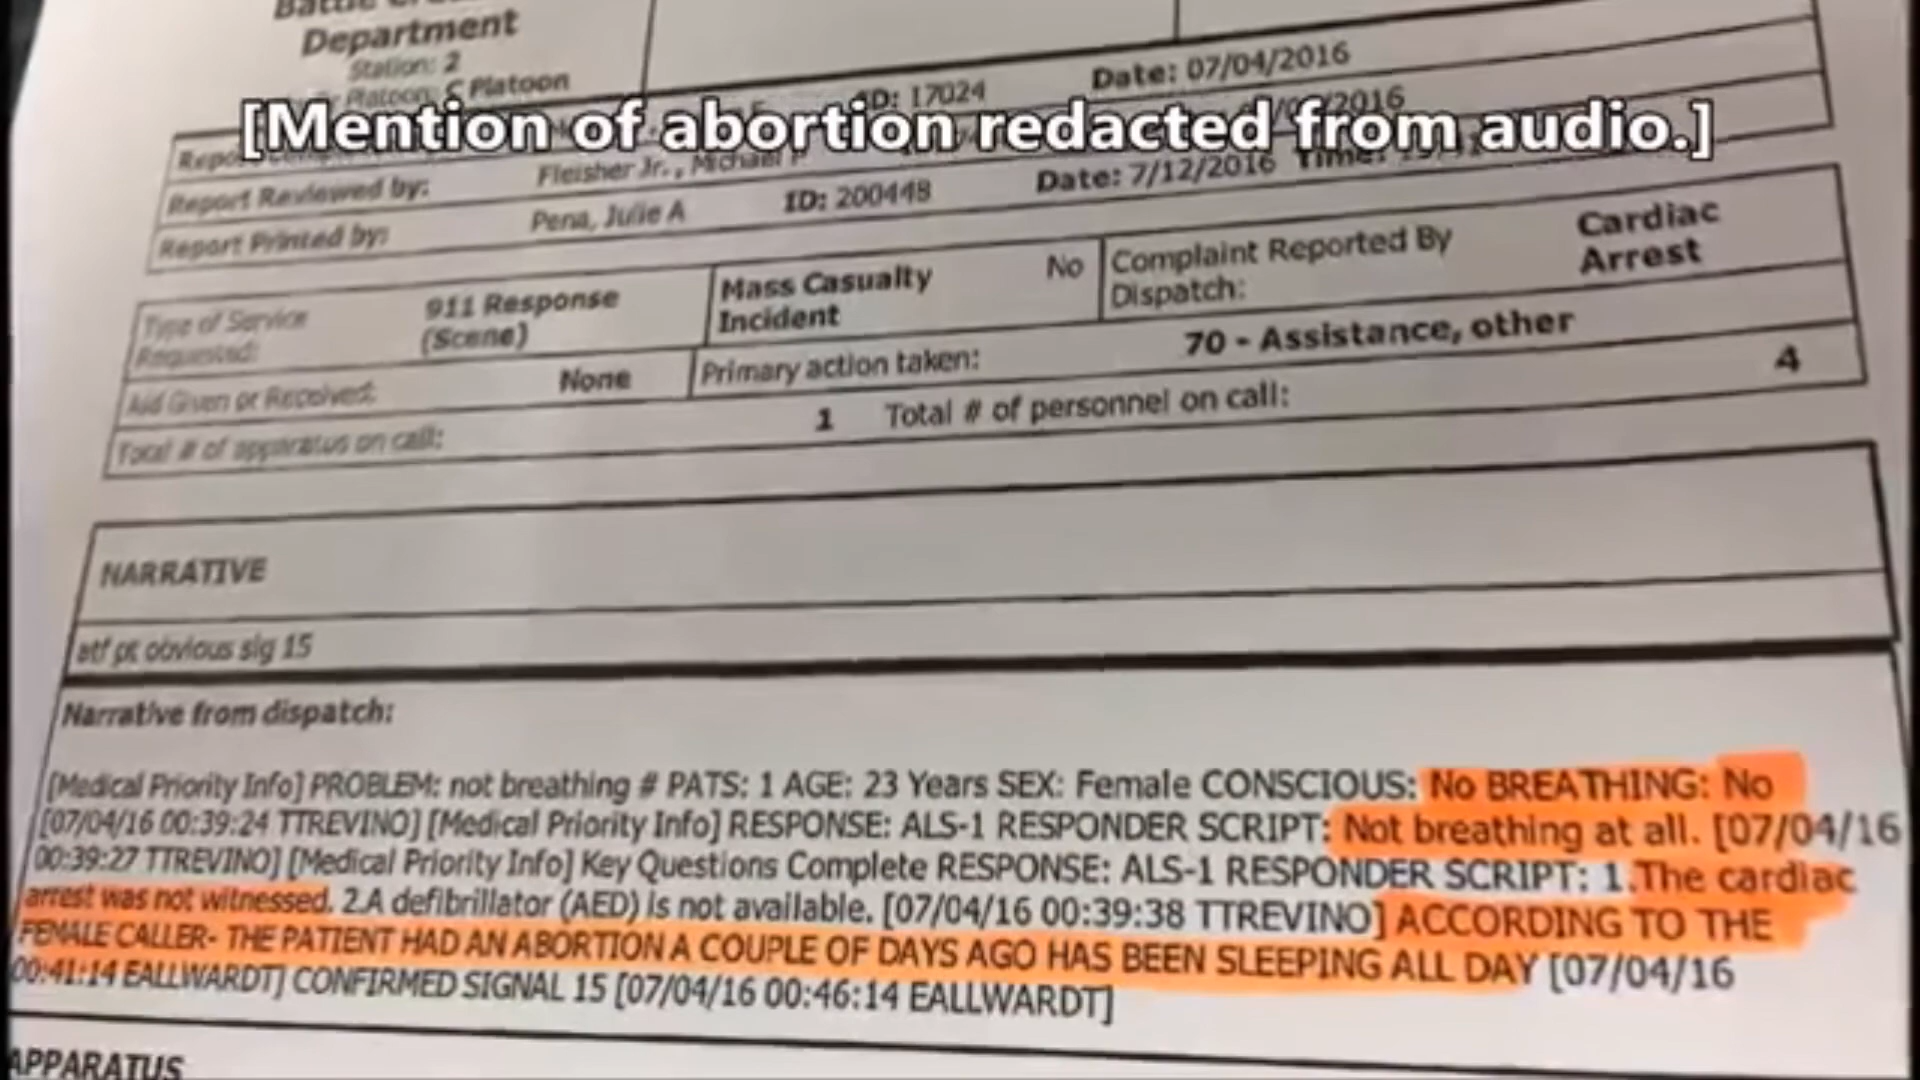 Department
Station: 2
Platoon: C Platoon
ID: 17024 Date: 07/04/2016
[Mention of abortion redacted from audio.]
/2016
Report Reviewed by: Fleisher Jr., Michael P
Date: 7/12/2016 Time:
Report Printed by: Pena, Julie A ID: 200448
Type of Service Requested: 911 Response (Scene) Mass Casualty Incident No Complaint Reported By Dispatch: Cardiac Arrest
Aid Given or Received: None Primary action taken: 70 - Assistance, other
Total # of apparatus on call: 1 Total # of personnel on call: 4
NARRATIVE
atf pt obvious sig 15
Narrative from dispatch:
[Medical Priority Info] PROBLEM: not breathing # PATS: 1 AGE: 23 Years SEX: Female CONSCIOUS: No BREATHING: No
[07/04/16 00:39:24 TTREVINO] [Medical Priority Info] RESPONSE: ALS-1 RESPONDER SCRIPT: Not breathing at all. [07/04/16
00:39:27 TTREVINO] [Medical Priority Info] Key Questions Complete RESPONSE: ALS-1 RESPONDER SCRIPT: 1.The cardiac
arrest was not witnessed. 2.A defibrillator (AED) is not available. [07/04/16 00:39:38 TTREVINO] ACCORDING TO THE
FEMALE CALLER- THE PATIENT HAD AN ABORTION A COUPLE OF DAYS AGO HAS BEEN SLEEPING ALL DAY [07/04/16
00:41:14 EALLWARDT] CONFIRMED SIGNAL 15 [07/04/16 00:46:14 EALLWARDT]
APPARATUS